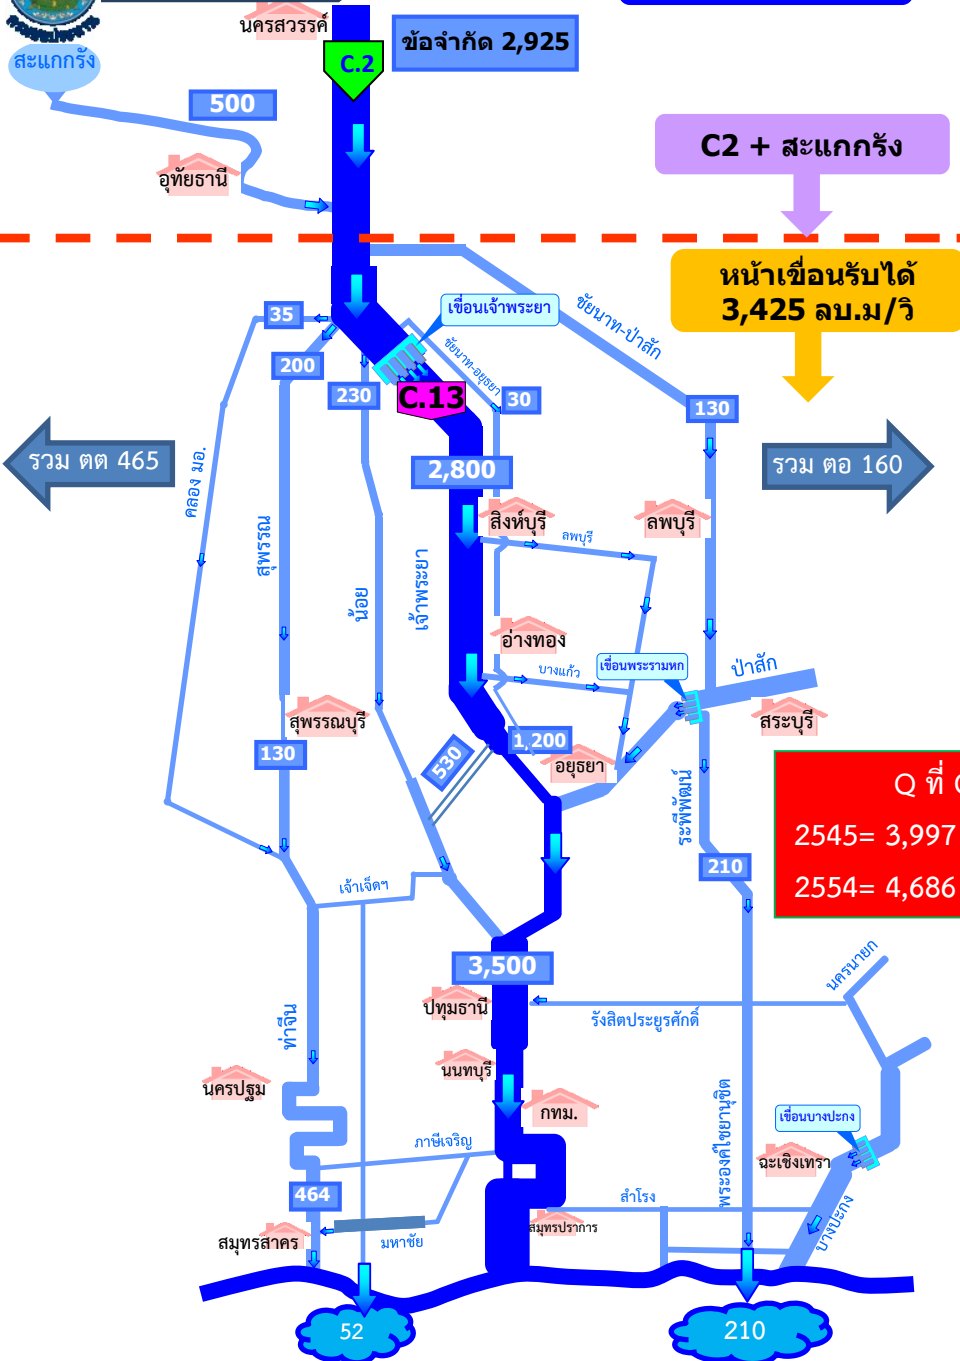 นครสวรรค์
C.2
ข้อจำกัด 2,925
สะแกกรัง
500
อุทัยธานี
C2 + สะแกกรัง
หน้าเขื่อนรับได้
3,425 ลบ.ม/วิ
35
เขื่อนเจ้าพระยา
ชัยนาท-ป่าสัก
ชัยนาท-อยุธยา
200
230
C.13
30
130
รวม ตต 465
รวม ตอ 160
2,800
คลอง มอ.
สุพรรณ
น้อย
เจ้าพระยา
สิงห์บุรี
ลพบุรี
ลพบุรี
อ่างทอง
บางแก้ว
เขื่อนพระรามหก
ป่าสัก
สุพรรณบุรี
สระบุรี
130
530
1,200
อยุธยา
ระพีพัฒน์
Q ที่
2545= 3,997
2554= 4,686
210
เจ้าเจ็ดฯ
3,500
ปทุมธานี
รังสิตประยูรศักดิ์
นครนายก
ท่าจีน
นนทบุรี
นครปฐม
กทม.
พระองค์ไชยานุชิต
เขื่อนบางปะกง
ภาษีเจริญ
ฉะเชิงเทรา
464
สำโรง
สมุทรปราการ
บางปะกง
สมุทรสาคร
มหาชัย
52
210